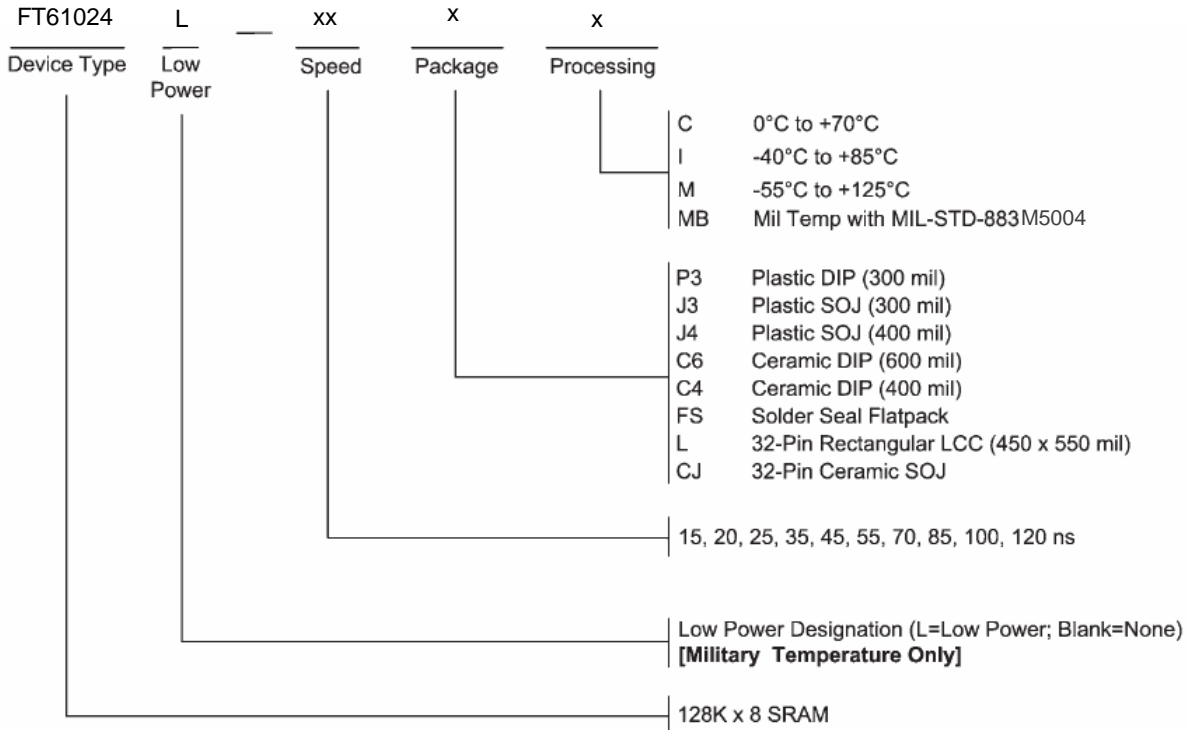 FT61024 L — xx x x
Device Type Low Power Speed Package Processing
C 0°C to +70°C
I -40°C to +85°C
M -55°C to +125°C
MB Mil Temp with MIL-STD-883M5004
P3 Plastic DIP (300 mil)
J3 Plastic SOJ (300 mil)
J4 Plastic SOJ (400 mil)
C6 Ceramic DIP (600 mil)
C4 Ceramic DIP (400 mil)
FS Solder Seal Flatpack
L 32-Pin Rectangular LCC (450 x 550 mil)
CJ 32-Pin Ceramic SOJ
15, 20, 25, 35, 45, 55, 70, 85, 100, 120 ns
Low Power Designation (L=Low Power; Blank=None)
[Military Temperature Only]
128K x 8 SRAM